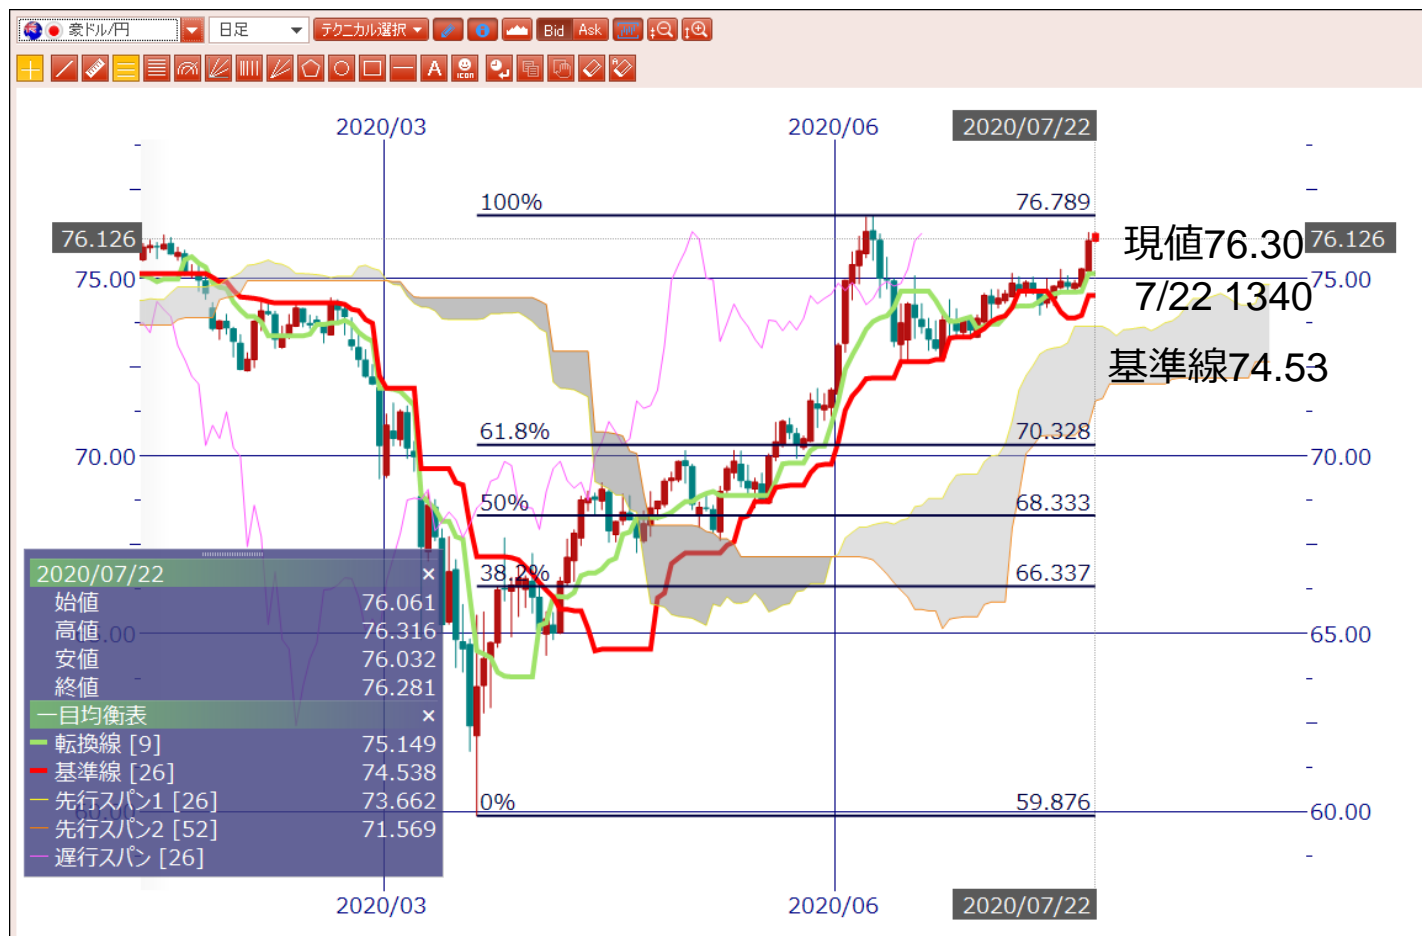 豪ドル/円
日足
テクニカル選択
Bid
Ask
A
icon
2020/03
2020/06
2020/07/22
100%
76.789
76.126
現値76.30
76.126
75.00
75.00
7/22 1340
基準線74.53
61.8%
70.328
70.00
70.00
50%
68.333
38.2%
66.337
65.00
65.00
0%
59.876
60.00
60.00
2020/07/22
×
始値
76.061
高値
76.316
安値
76.032
終値
76.281
一目均衡表
×
転換線 [9]
75.149
基準線 [26]
74.538
先行スパン1 [26]
73.662
先行スパン2 [52]
71.569
遅行スパン [26]
2020/03
2020/06
2020/07/22